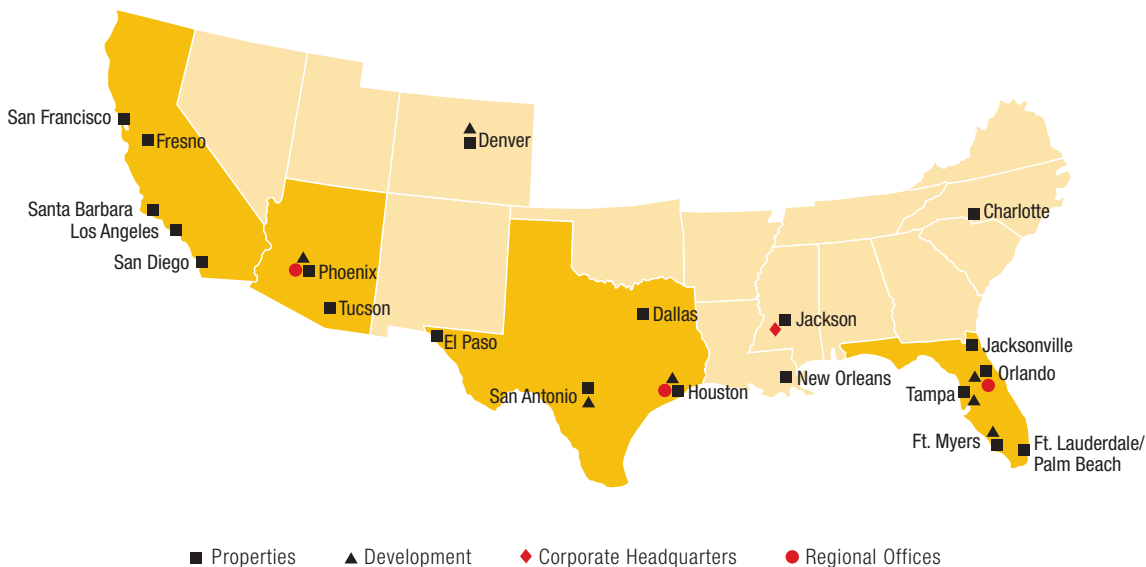 San Francisco
Fresno
Denver
Santa Barbara
Los Angeles
San Diego
Charlotte
Phoenix
Tucson
Dallas
Jackson
El Paso
Jacksonville
New Orleans
Orlando
San Antonio
Houston
Tampa
Ft. Myers
Ft. Lauderdale/
Palm Beach
Properties
Development
Corporate Headquarters
Regional Offices